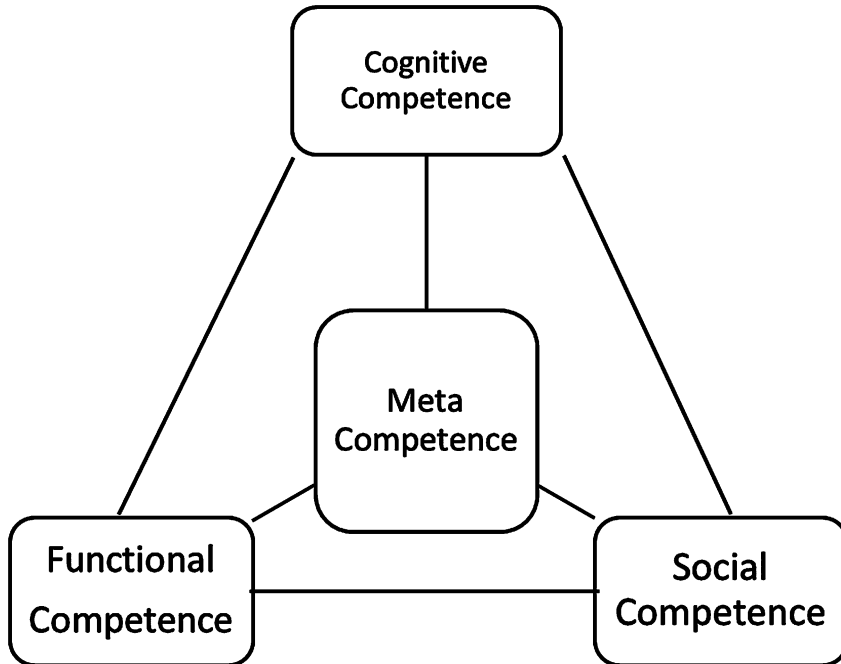 Cognitive
Competence
Meta
Competence
Functional
Competence
Social
Competence